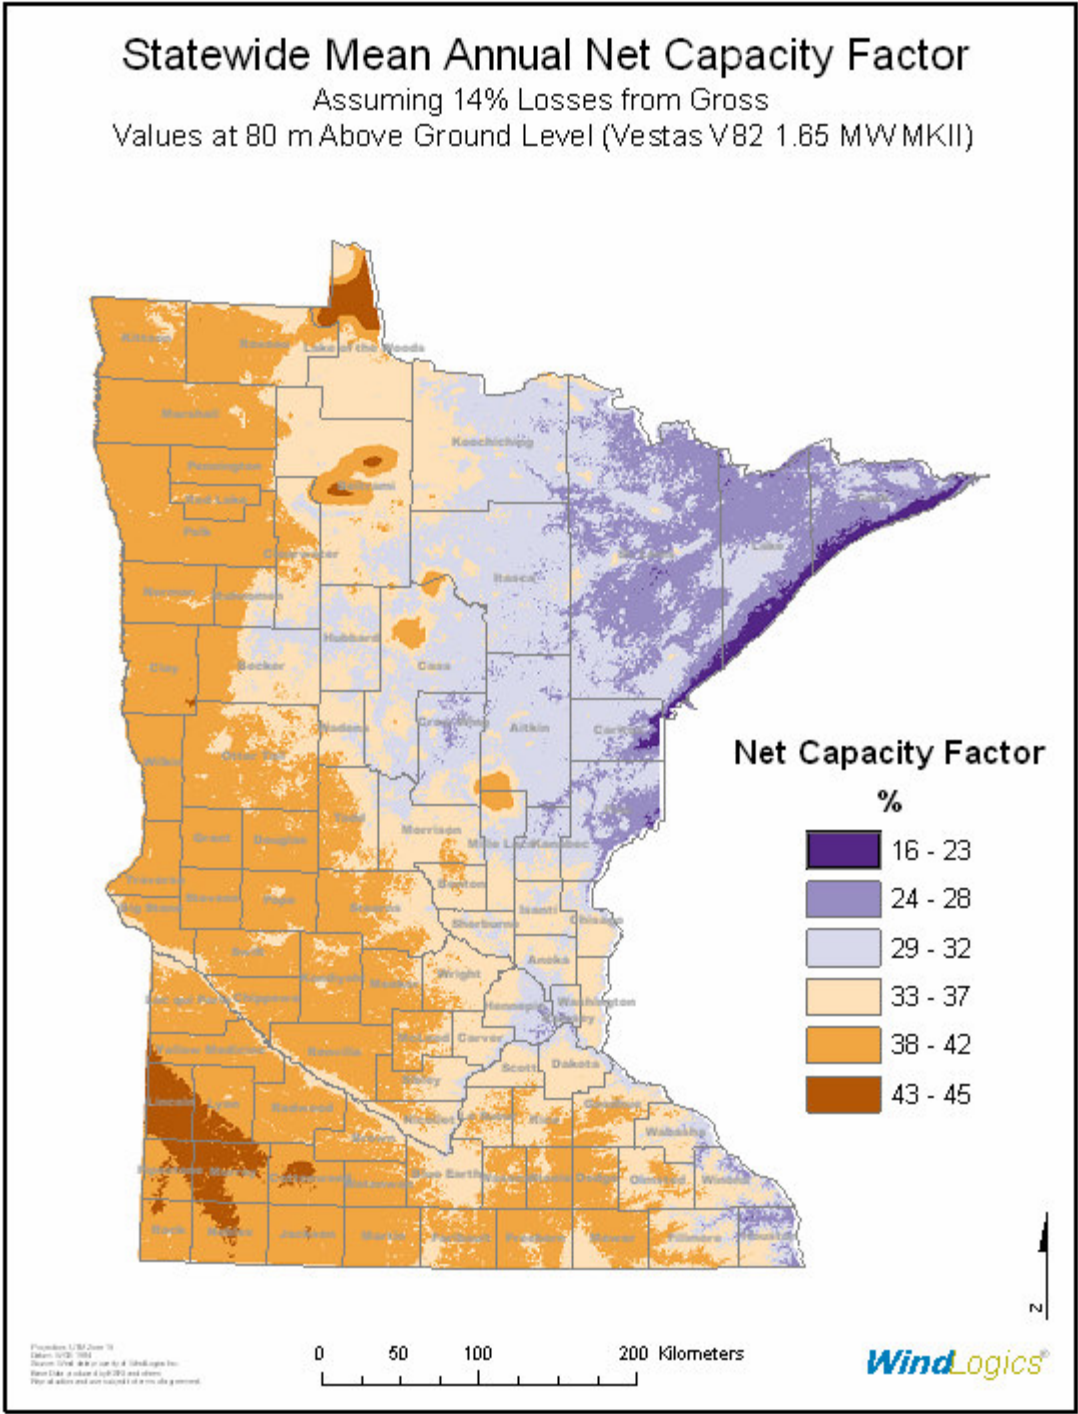 Statewide Mean Annual Net Capacity Factor
Assuming 14% Losses from Gross
Values at 80 m Above Ground Level (Vestas V82 1.65 MW MKII)
Kittson
Roseau
Lake of the Woods
Marshall
Koochiching
Pennington
Beltrami
Red Lake
Polk
Clearwater
Lake
Itasca
Norman
Mahnomen
Hubbard
Clay
Becker
Cass
Wadena
Crow Wing
Aitkin
Carlton
Wilkin
Otter Tail
Todd
Morrison
Grant
Douglas
Mille Lacs
Kanabec
Traverse
Benton
Big Stone
Stevens
Pope
Stearns
Isanti
Sherburne
Chisago
Swift
Anoka
Kandiyohi
Meeker
Wright
Lac qui Parle
Chippewa
Hennepin
Washington
Ramsey
Yellow Medicine
Renville
McLeod
Carver
Scott
Dakota
Sibley
Lincoln
Lyon
Redwood
Nicollet
Le Sueur
Rice
Goodhue
Brown
Wabasha
Pipestone
Murray
Cottonwood
Watonwan
Blue Earth
Waseca
Steele
Dodge
Olmsted
Winona
Rock
Nobles
Jackson
Martin
Faribault
Freeborn
Mower
Fillmore
Houston
Net Capacity Factor
%
16 - 23
24 - 28
29 - 32
33 - 37
38 - 42
43 - 45
N
0 50 100 200 Kilometers
WindLogics®